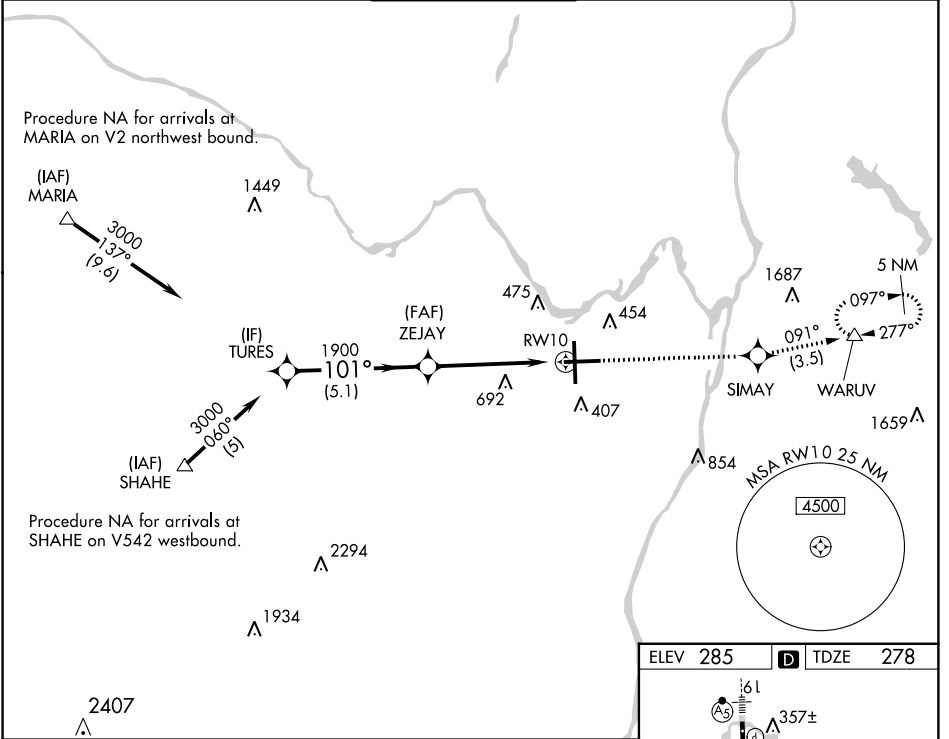 Procedure NA for arrivals at
MARIA on V2 northwest bound.
(IAF)
MARIA
1449
3000
137°
(9.6)
5 NM
1687
097°
277°
475
454
(FAF)
ZEJAY
RW10
091°
(3.5)
(IF)
TURES
1900
101°
(5.1)
SIMAY
WARUV
692
407
1659
3000
060°
(5)
(IAF)
SHAHE
854
MSA RW10 25 NM
4500
Procedure NA for arrivals at
SHAHE on V542 westbound.
2294
1934
2407
ELEV 285 D TDZE 278
19
A5
357±